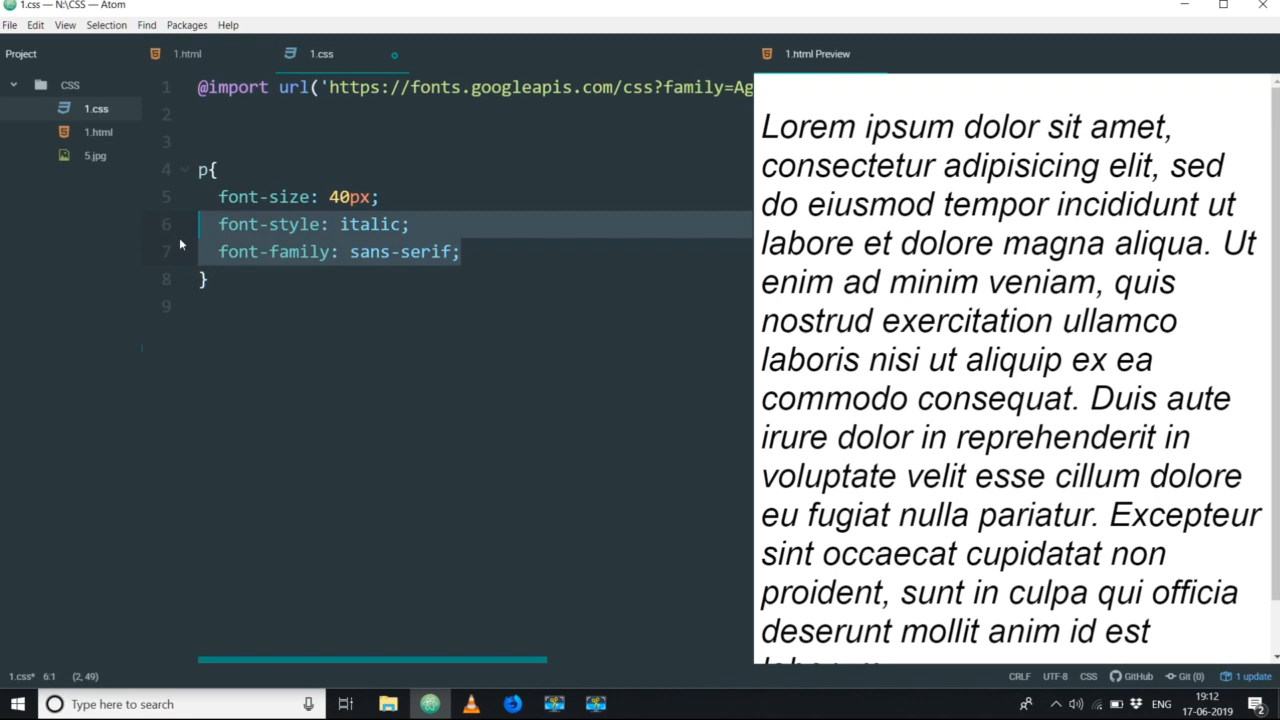 1.css — N:\CSS — Atom
File Edit View Selection Find Packages Help
Project 1.html 1.css 1.html Preview
CSS
1.css
1.html
5.jpg
1 @import url('https://fonts.googleapis.com/css?family=Ag
2
3
4 p{
5 font-size: 40px;
6 font-style: italic;
7 font-family: sans-serif;
8 }
9
Lorem ipsum dolor sit amet,
consectetur adipisicing elit, sed
do eiusmod tempor incididunt ut
labore et dolore magna aliqua. Ut
enim ad minim veniam, quis
nostrud exercitation ullamco
laboris nisi ut aliquip ex ea
commodo consequat. Duis aute
irure dolor in reprehenderit in
voluptate velit esse cillum dolore
eu fugiat nulla pariatur. Excepteur
sint occaecat cupidatat non
proident, sunt in culpa qui officia
deserunt mollit anim id est
1.css* 6:1 (2, 49) CRLF UTF-8 CSS GitHub Git (0) 1 update
Type here to search
ENG 19:12
17-06-2019 2